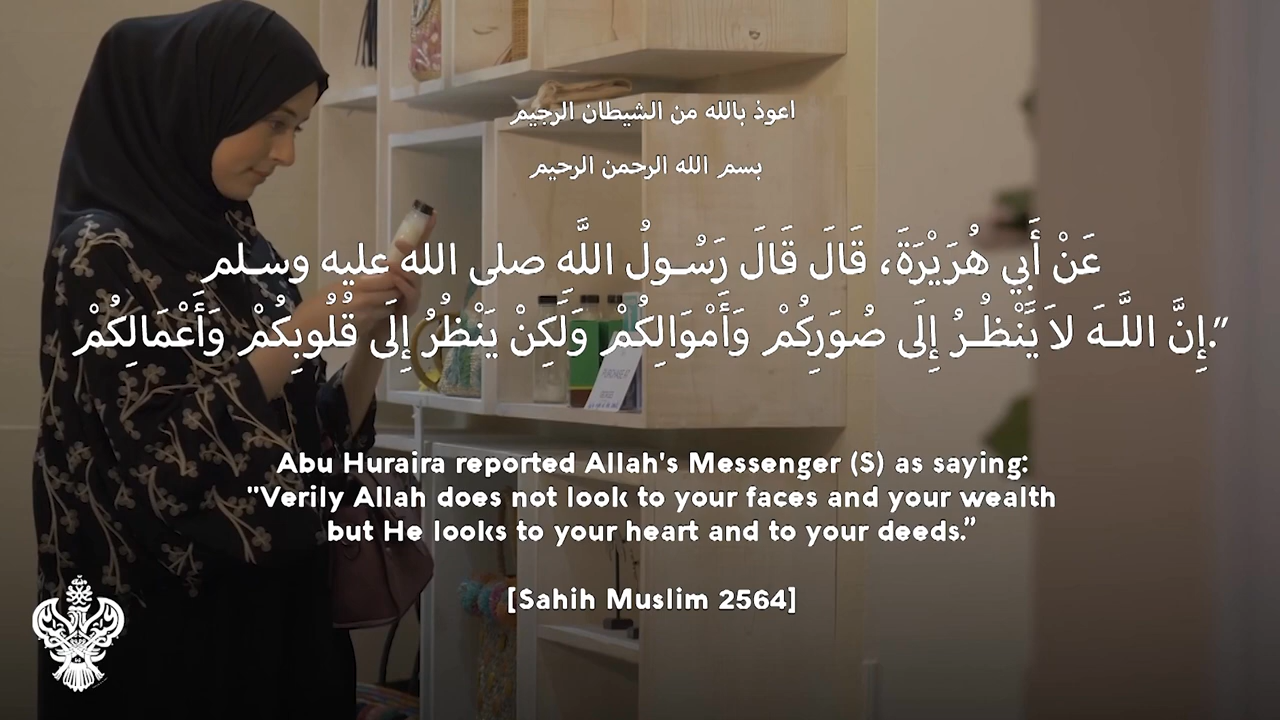 اعوذ بالله من الشيطان الرجيم
بسم الله الرحمن الرحيم
عَنْ أَبِي هُرَيْرَةَ، قَالَ قَالَ رَسُولُ اللَّهِ صلى الله عليه وسلم
إِنَّ اللَّهَ لاَ يَنْظُرُ إِلَى صُوَرِكُمْ وَأَمْوَالِكُمْ وَلَكِنْ يَنْظُرُ إِلَى قُلُوبِكُمْ وَأَعْمَالِكُمْ.”
Abu Huraira reported Allah's Messenger (S) as saying:
"Verily Allah does not look to your faces and your wealth
but He looks to your heart and to your deeds.”
[Sahih Muslim 2564]